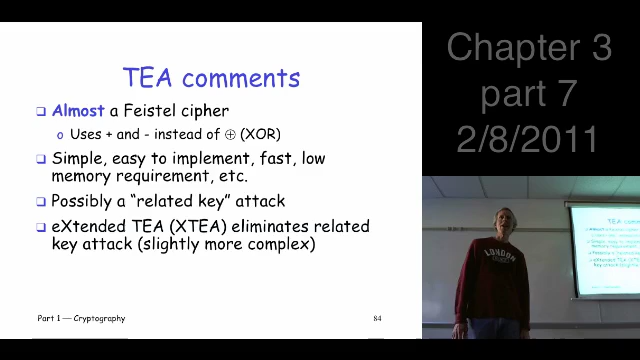 TEA comments
Almost a Feistel cipher
Uses + and - instead of ⊕ (XOR)
Simple, easy to implement, fast, low
memory requirement, etc.
Possibly a “related key” attack
eXtended TEA (XTEA) eliminates related
key attack (slightly more complex)
Part 1 — Cryptography
84
Chapter 3
part 7
2/8/2011
LONDON
TEA comments